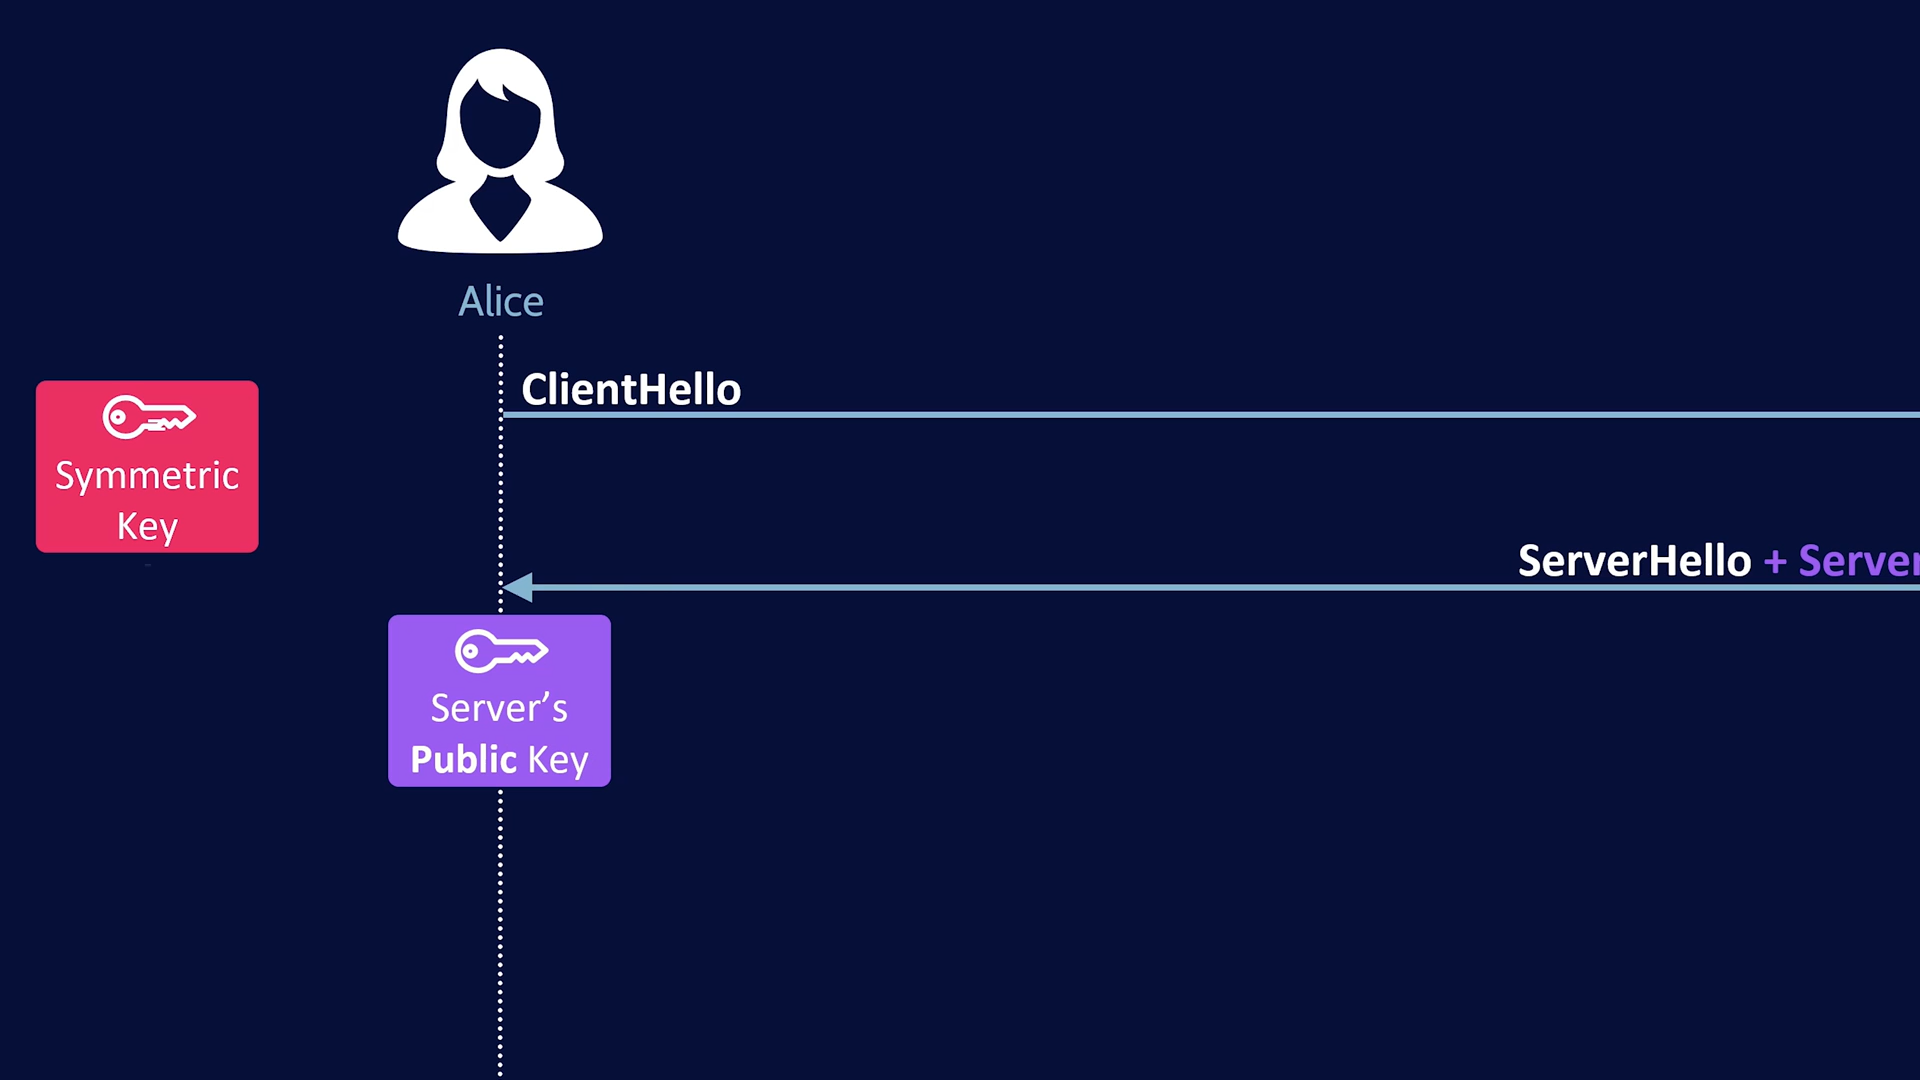 Alice
ClientHello
Symmetric
Key
ServerHello + Server
Server’s
Public Key